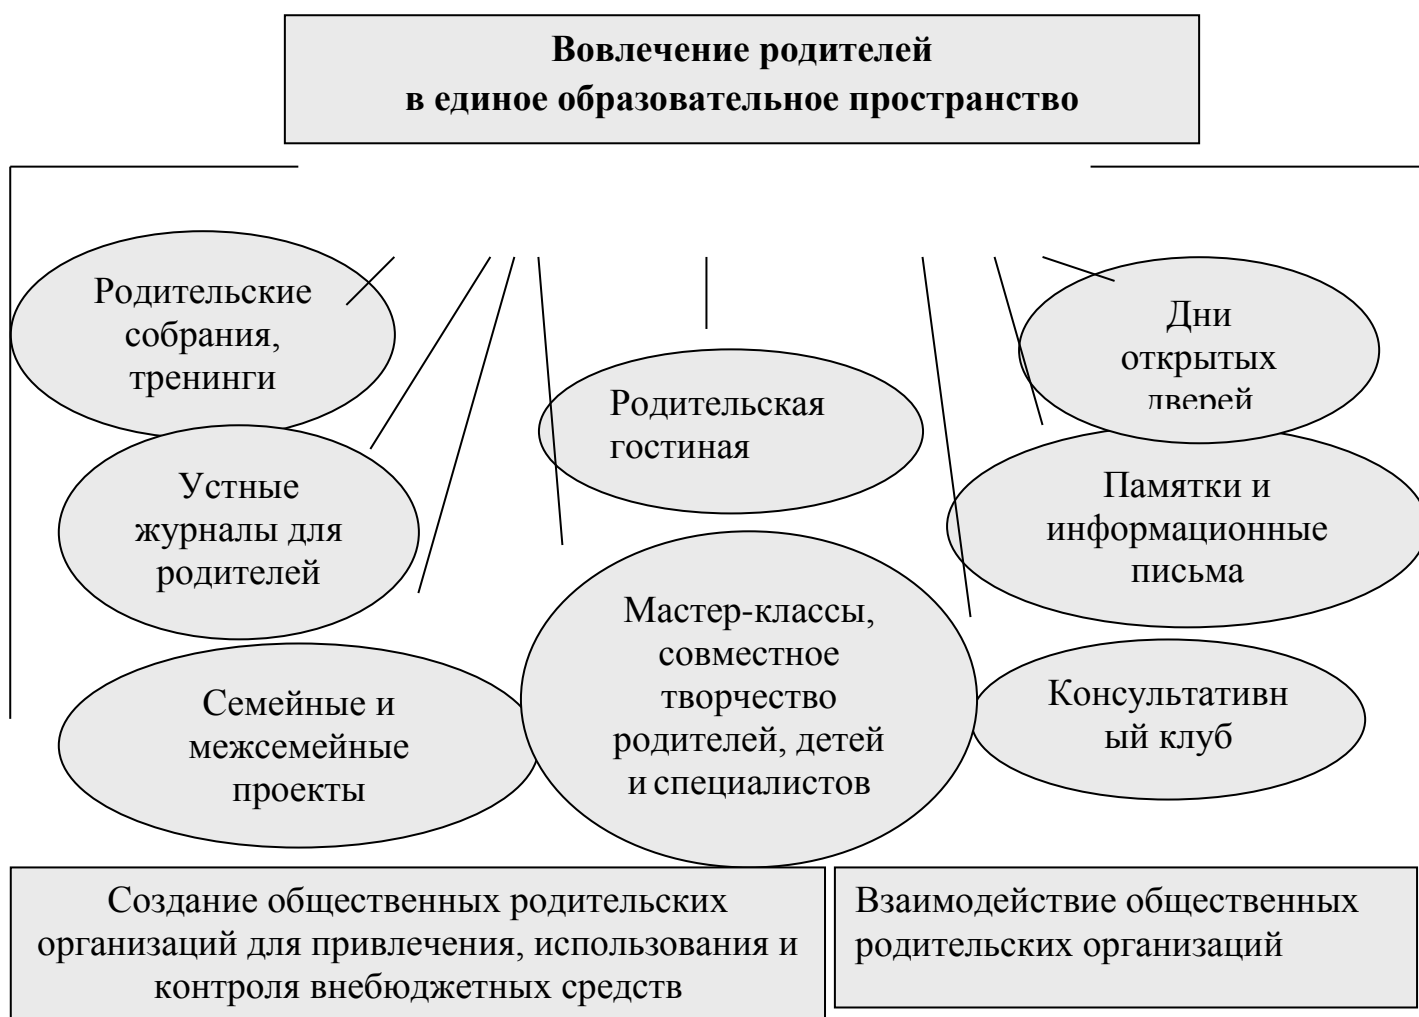 Вовлечение родителей
в единое образовательное пространство
Родительские
собрания,
тренинги
Дни
открытых
дверей
Родительская
гостиная
Устные
журналы для
родителей
Памятки и
информационные
письма
Мастер-классы,
совместное
творчество
родителей, детей
и специалистов
Семейные и
межсемейные
проекты
Консультативн
ый клуб
Создание общественных родительских
организаций для привлечения, использования и
контроля внебюджетных средств
Взаимодействие общественных
родительских организаций